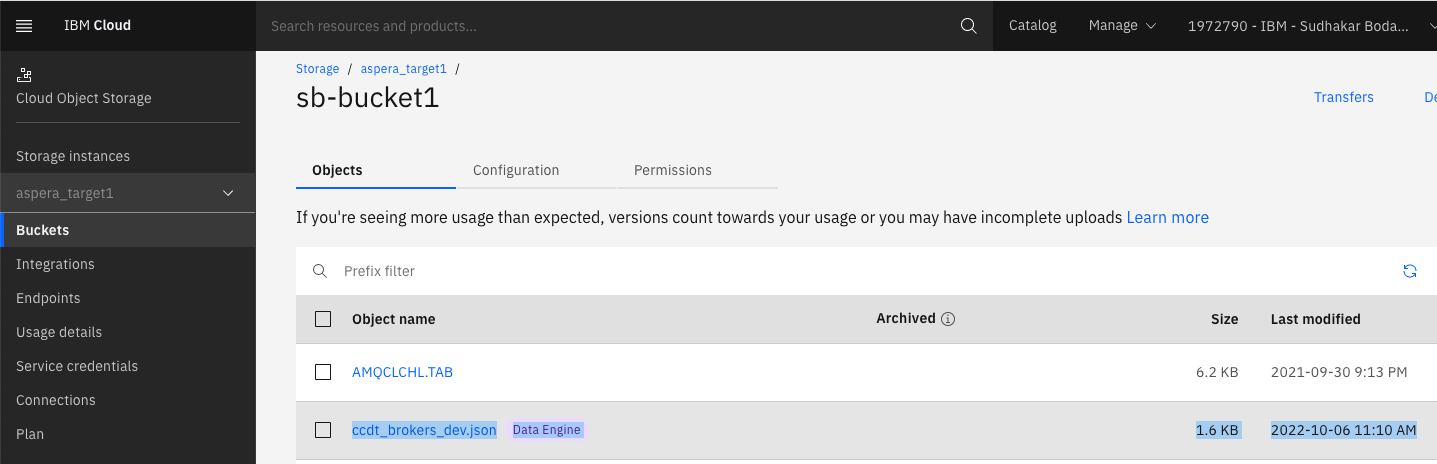 IBM Cloud
Search resources and products...
Catalog
Manage
1972790 - IBM - Sudhakar Boda...
Cloud Object Storage
Storage instances
aspera_target1
Buckets
Integrations
Endpoints
Usage details
Service credentials
Connections
Plan
Storage / aspera_target1 /
sb-bucket1
Transfers
De
Objects
Configuration
Permissions
If you're seeing more usage than expected, versions count towards your usage or you may have incomplete uploads Learn more
Prefix filter
Object name Archived Size Last modified
AMQCLCHL.TAB 6.2 KB 2021-09-30 9:13 PM
ccdt_brokers_dev.json Data Engine 1.6 KB 2022-10-06 11:10 AM